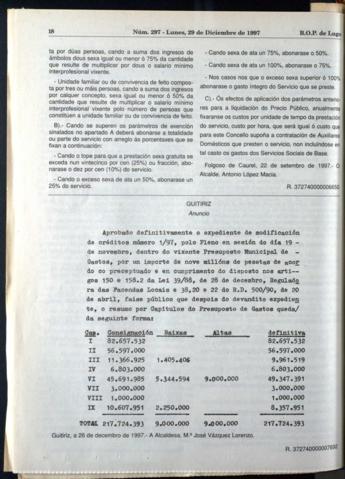 18
Núm. 297 - Lunes, 29 de Diciembre de 1997
B.O.P. de Lugo
ta por dúas persoas, cando a suma dos ingresos de
ámbolos dous sexa igual ou menor ó 75% da cantidade
que resulte de multiplicar por dous o salario mínimo
interprofesional vixente.
- Unidade familiar ou de convivencia de feito compos-
ta por tres ou máis persoas, cando a suma dos ingresos
por calquer concepto, sexa igual ou menor ó 50% da
cantidade que resulte de multiplicar o salario mínimo
interprofesional vixente polo número de persoas que
constitúen a unidade familiar ou de convivencia de feito.
B).- Cando se superen os parámetros de exención
sinalados no apartado A deberá abonarse a totalidade
ou parte do servicio con arreglo ás porcentaxes que se
fixan a continuación:
- Cando o tope para que a prestación sexa gratuita se
exceda nun vintecinco por cen (25%) ou fracción, abo-
narase o dez por cen (10%) do servicio.
- Cando o exceso sexa de ata un 50%, abonarase un
25% do servicio.
- Cando sexa de ata un 75%, abonarase o 50%.
- Cando sexa de ata un 100%, abonarase o 75%.
- Nos casos nos que o exceso sexa superior ó 100%
abonarase o gasto íntegro do Servicio que se preste.
C).- Ós efectos de aplicación dos parámetros anterio-
res para a liquidación do Precio Público, anualmente
fixaranse os custos por unidade de tempo da prestación
do servicio, custo por hora, que será igual ó custo que
para este Concello supoña a contratación de Auxiliares
Domésticos que presten o servicio, non incluíndose en
tal custo os gastos dos Servicios Sociais de Base.
Folgoso de Caurel, 22 de setembro de 1997.- O
Alcalde, Antonio López Macía.
R. 372740000006650
GUITIRIZ
Anuncio
Aprobado definitivamente o expediente de modificación
de créditos número 1/97, polo Pleno en sesión do día 19 -
de novembro, dentro do vixente Presuposto Municipal de -
Gastos, por un importe de nove millóns de pesetas de acor
do co preceptuado e en cumprimento do disposto nos artí-
gos 150 e 158.2 da Lei 39/88, de 28 de decembro, Regulado
ra das Facendas Locais e 38,20 e 22 do R.D. 500/90, de 20
de abril, faise público que despois do devandito expedien
te, o resumo por Capítulos do Presuposto de Gastos queda/
da seguinte forma:
Cap. Consignación Baixas Altas definitiva
I 82.657.532 82.657.532
II 56.597.000 56.597.000
III 11.366.925 1.405.406 9.961.519
IV 6.803.000 6.803.000
VI 45.691.985 5.344.594 9.000.000 49.347.391
VII 3.000.000 3.000.000
VIII 1.000.000 1.000.000
IX 10.607.951 2.250.000 8.357.951
TOTAL 217.724.393 9.000.000 9.000.000 217.724.393
Guitiriz, a 26 de decembro de 1997.- A Alcaldesa, M.ª José Vázquez Lorenzo.